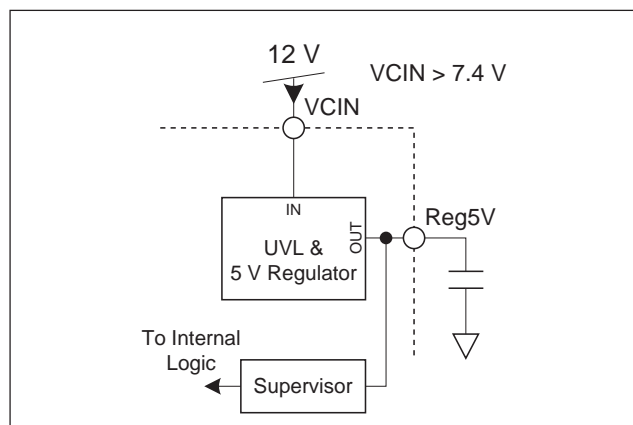 12 V
VCIN > 7.4 V
VCIN
IN
UVL &
5 V Regulator
OUT
Reg5V
To Internal
Logic
Supervisor